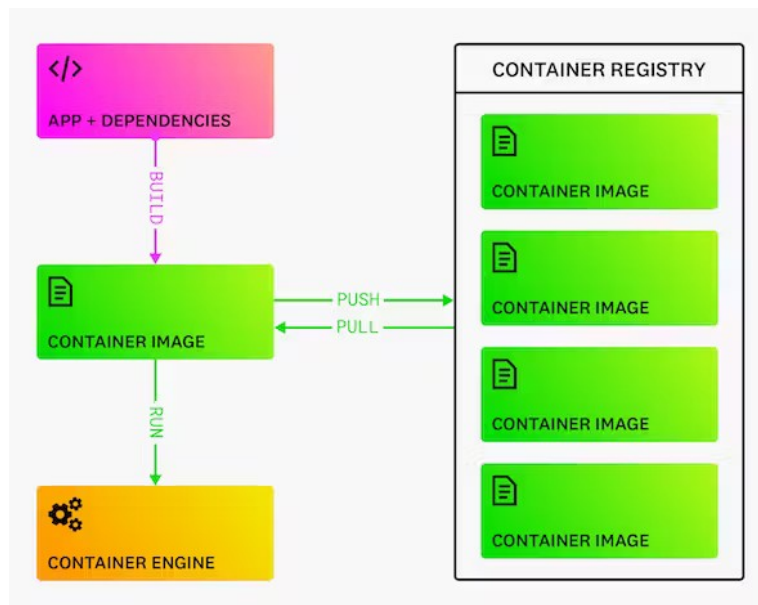 </>
APP + DEPENDENCIES
BUILD
CONTAINER IMAGE
PUSH
PULL
RUN
CONTAINER ENGINE
CONTAINER REGISTRY
CONTAINER IMAGE
CONTAINER IMAGE
CONTAINER IMAGE
CONTAINER IMAGE